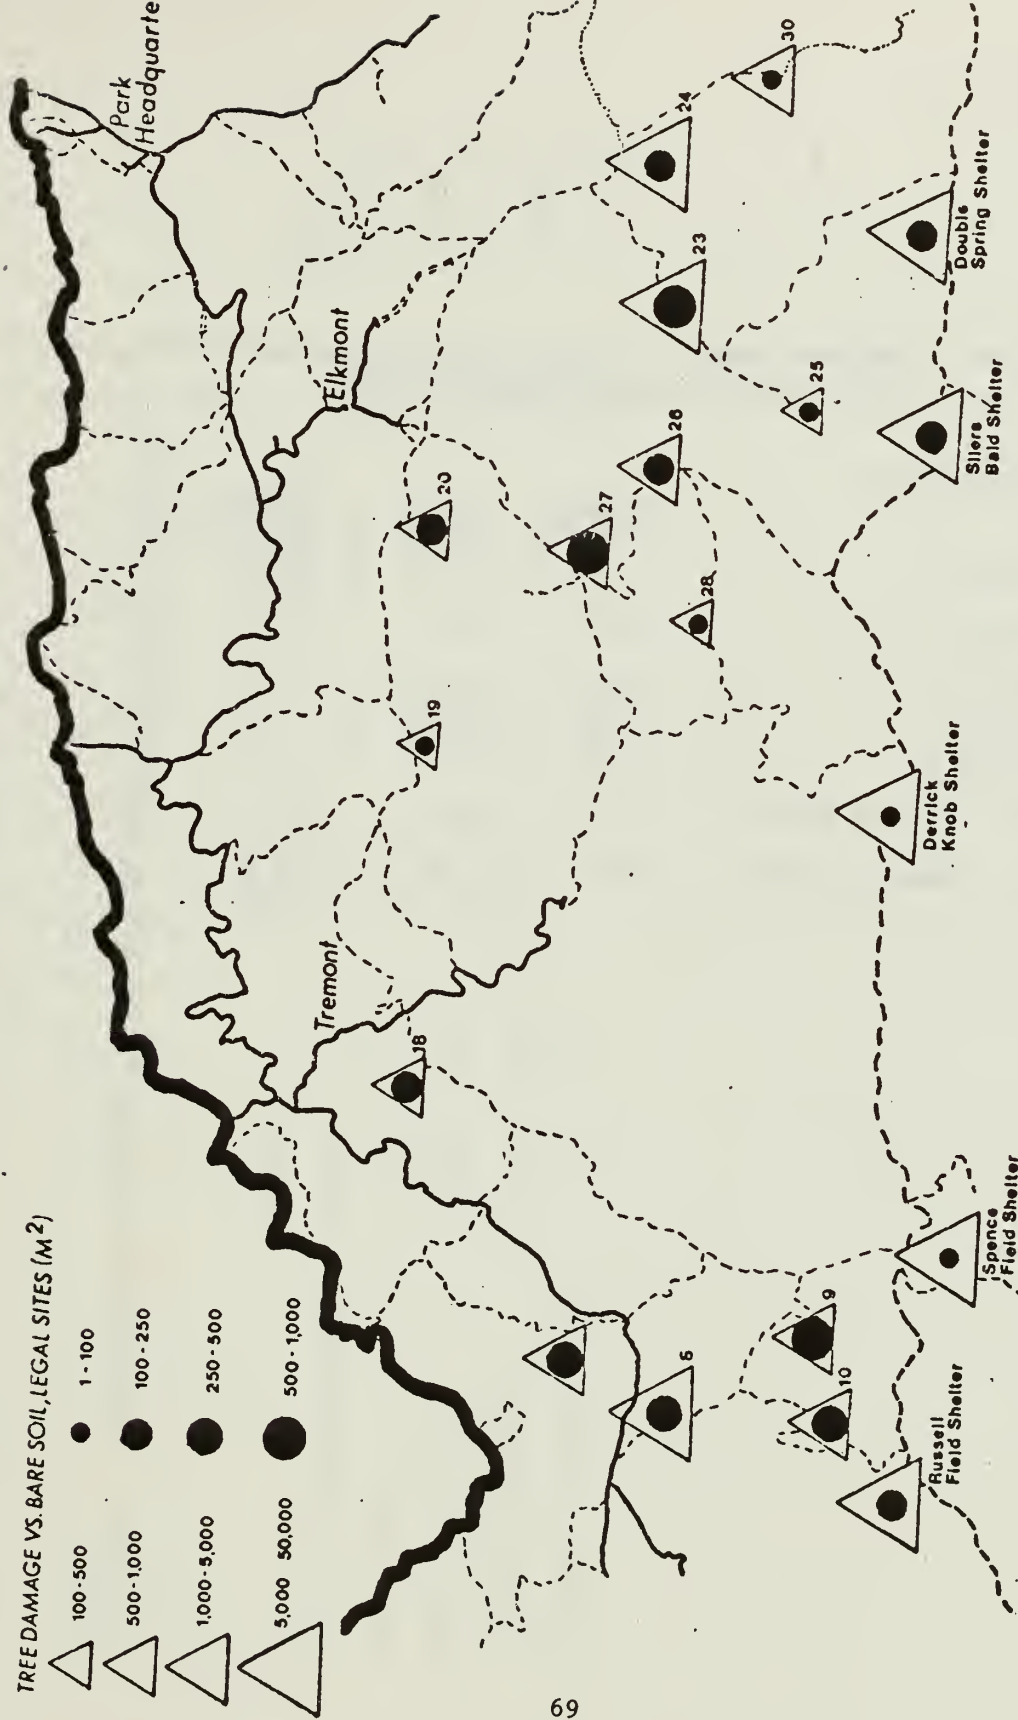 TREE DAMAGE VS. BARE SOIL, LEGAL SITES (M²)
100-500
1-100
500-1,000
100-250
1,000-5,000
250-500
5,000 50,000
500-1,000
Park
Headquarte
Elkmont
Tremont
18
19
20
30
24
23
25
26
27
28
6
9
10
Russell
Field Shelter
Spence
Field Shelter
Derrick
Knob Shelter
Silers
Bald Shelter
Double
Spring Shelter
69